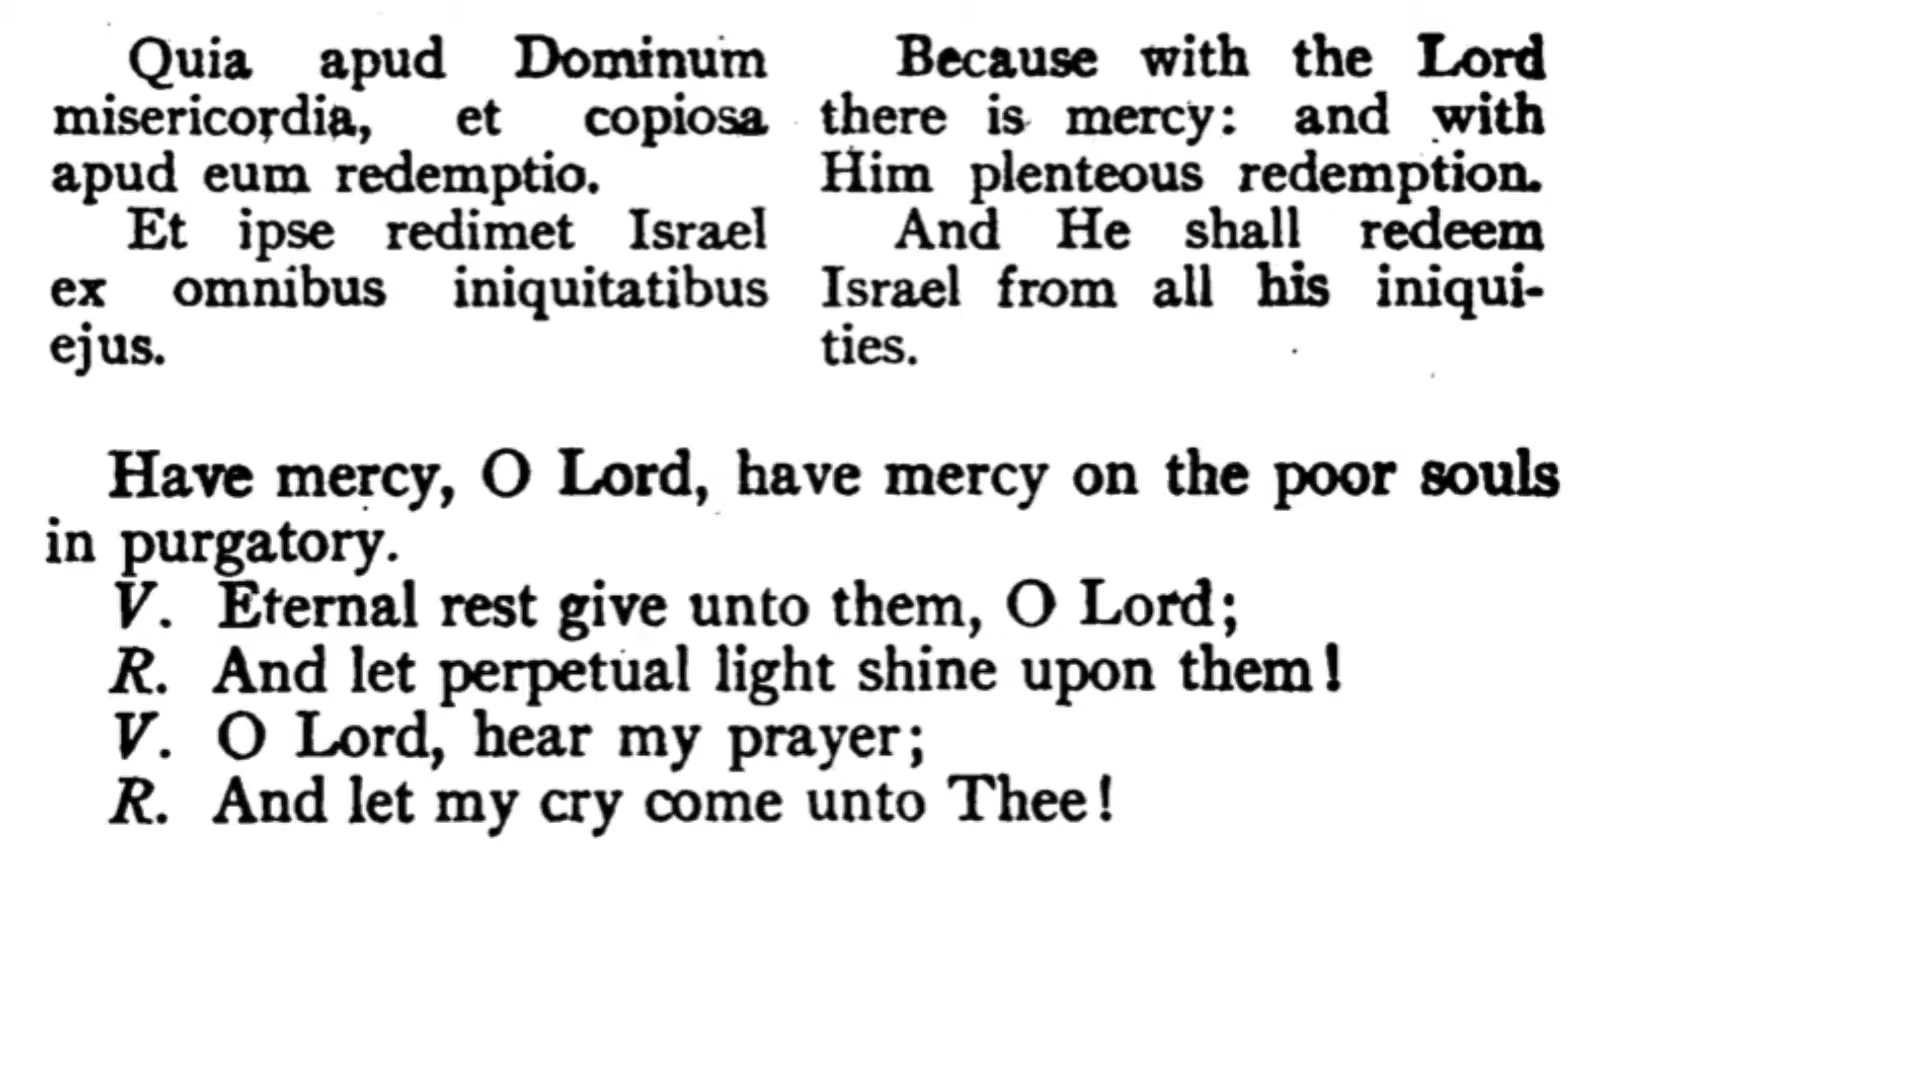 Quia apud Dominum
misericordia, et copiosa
apud eum redemptio.
Et ipse redimet Israel
ex omnibus iniquitatibus
ejus.
Because with the Lord
there is mercy: and with
Him plenteous redemption.
And He shall redeem
Israel from all his iniqui-
ties.
Have mercy, O Lord, have mercy on the poor souls
in purgatory.
V. Eternal rest give unto them, O Lord;
R. And let perpetual light shine upon them!
V. O Lord, hear my prayer;
R. And let my cry come unto Thee!